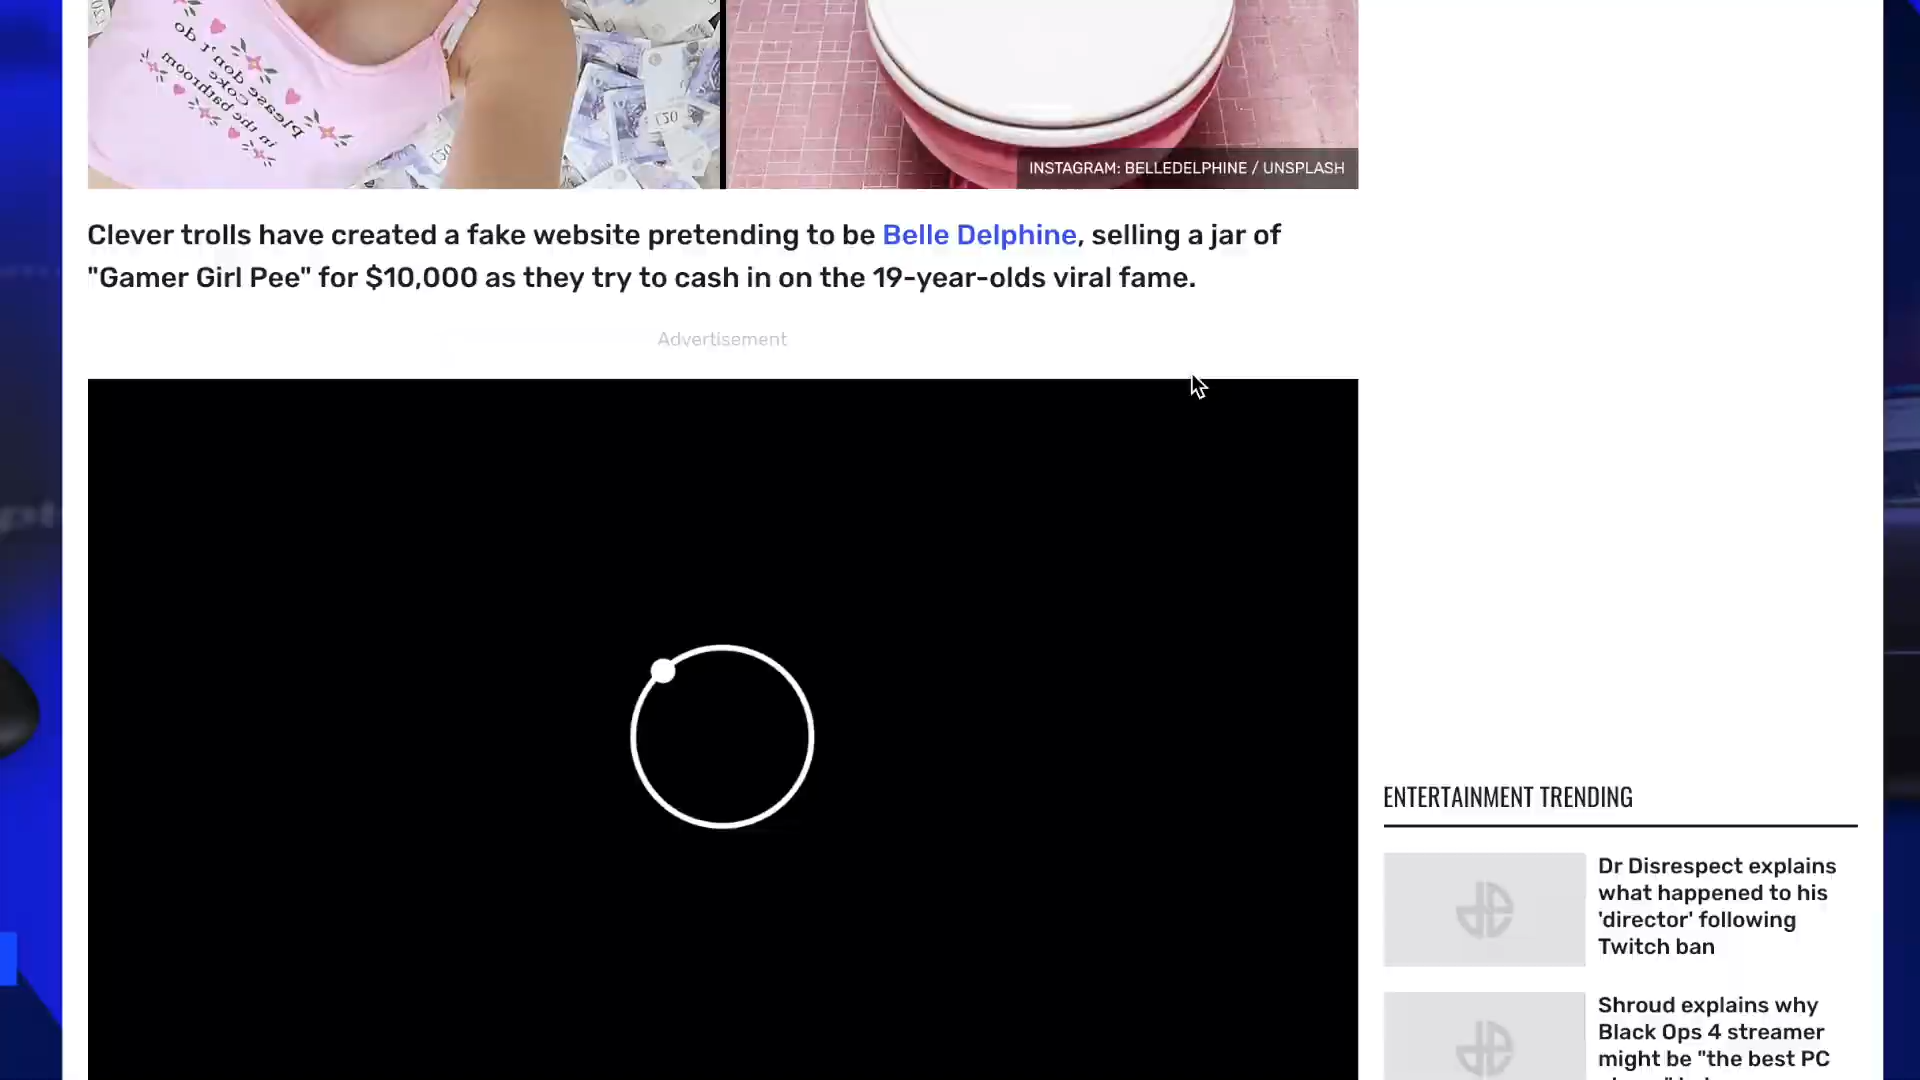 Please don't do
coke in the
bathroom
£20
£20
INSTAGRAM: BELLEDELPHINE / UNSPLASH
Clever trolls have created a fake website pretending to be Belle Delphine, selling a jar of
"Gamer Girl Pee" for $10,000 as they try to cash in on the 19-year-olds viral fame.
Advertisement
ENTERTAINMENT TRENDING
Dr Disrespect explains
what happened to his
'director' following
Twitch ban
Shroud explains why
Black Ops 4 streamer
might be "the best PC